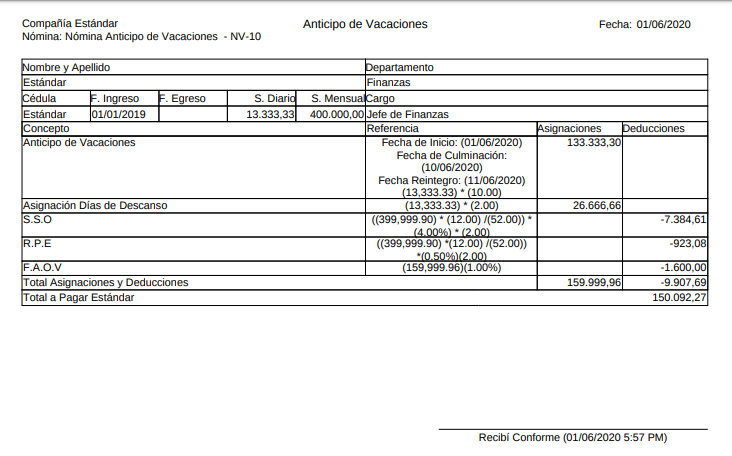 Compañía Estándar
Anticipo de Vacaciones
Fecha: 01/06/2020
Nómina: Nómina Anticipo de Vacaciones - NV-10
Nombre y Apellido Departamento
Estándar Finanzas
Cédula F. Ingreso F. Egreso S. Diario S. Mensual Cargo
Estándar 01/01/2019 13.333,33 400.000,00 Jefe de Finanzas
Concepto Referencia Asignaciones Deducciones
Anticipo de Vacaciones Fecha de Inicio: (01/06/2020) 133.333,30
Fecha de Culminación:
(10/06/2020)
Fecha Reintegro: (11/06/2020)
(13,333.33) * (10.00)
Asignación Días de Descanso (13,333.33) * (2.00) 26.666,66
S.S.O ((399,999.90) * (12.00) /(52.00)) * -7.384,61
(4.00%) * (2.00)
R.P.E ((399,999.90) *(12.00) /(52.00)) -923,08
*(0.50%)(2.00)
F.A.O.V (159,999.96)(1.00%) -1.600,00
Total Asignaciones y Deducciones 159.999,96 -9.907,69
Total a Pagar Estándar 150.092,27
Recibí Conforme (01/06/2020 5:57 PM)